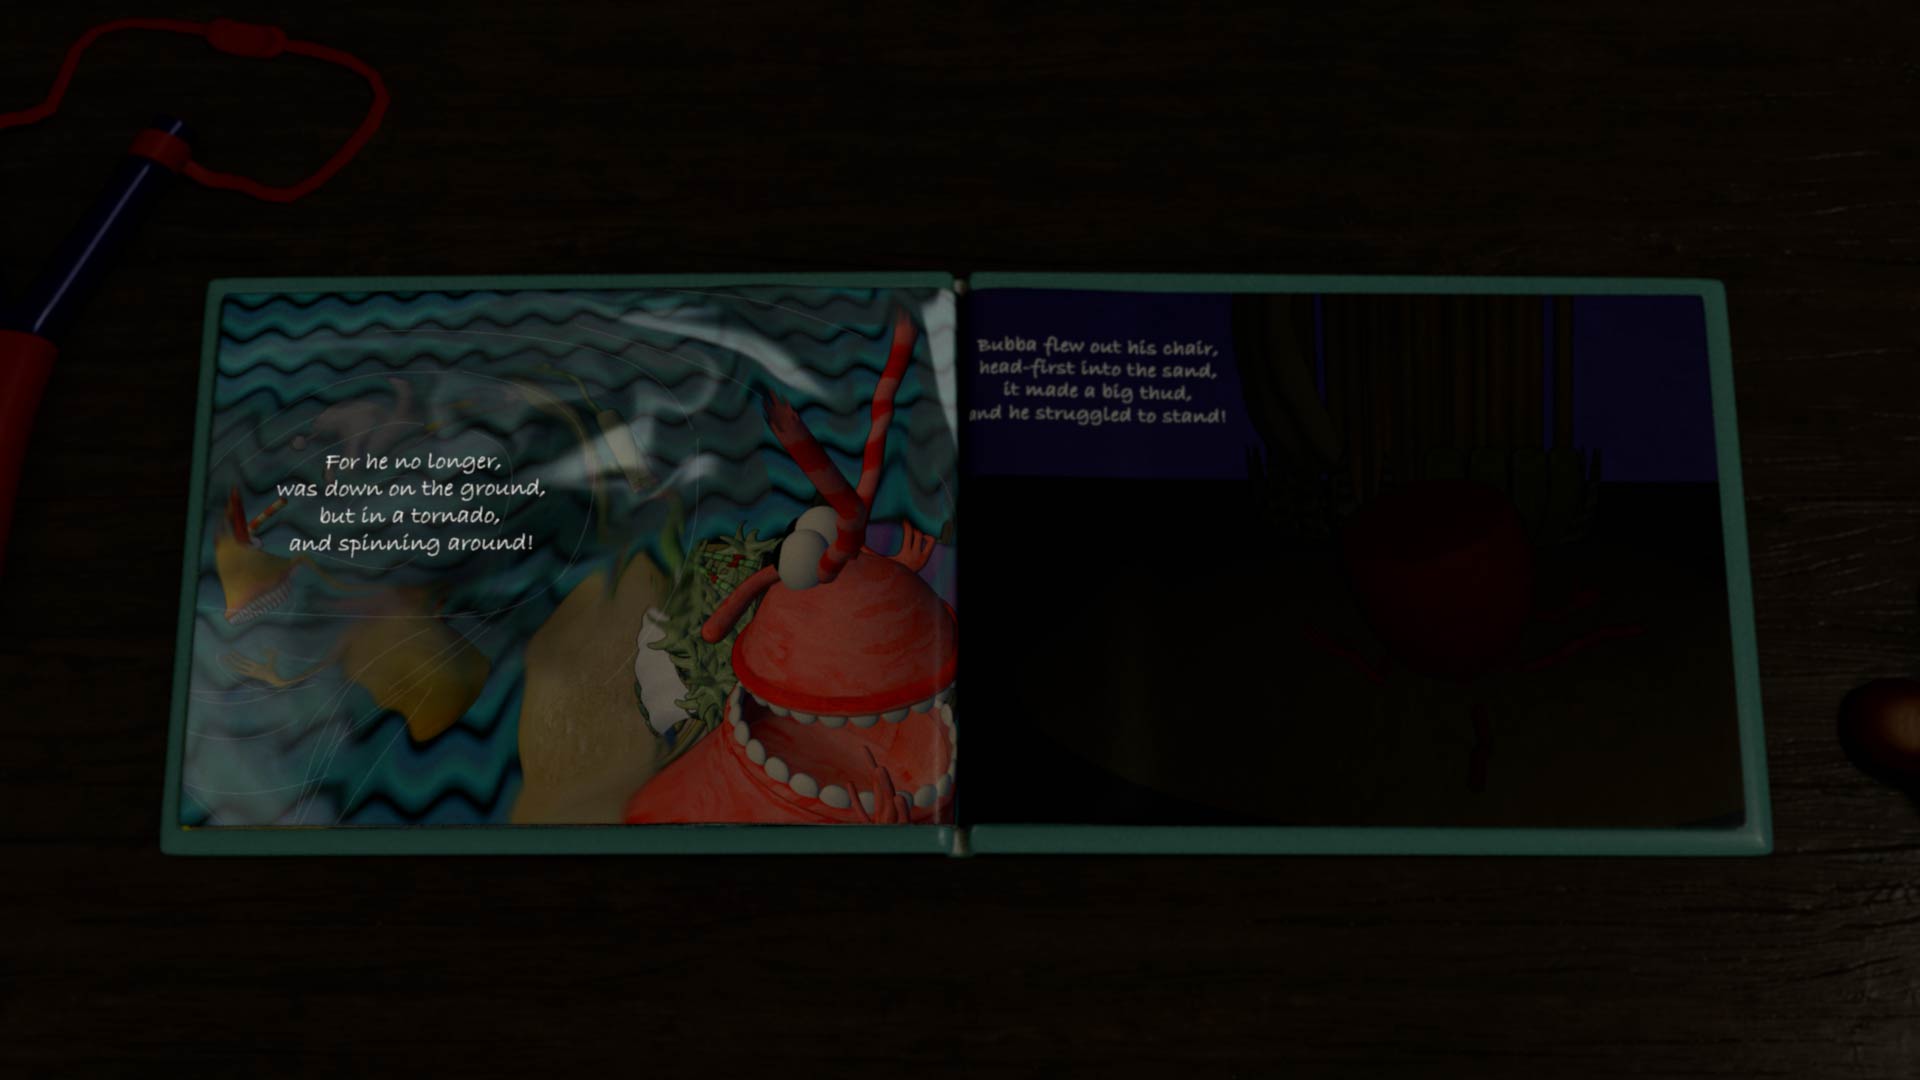 For he no longer,
was down on the ground,
but in a tornado,
and spinning around!
Bubba flew out his chair,
head-first into the sand,
it made a big thud,
and he struggled to stand!